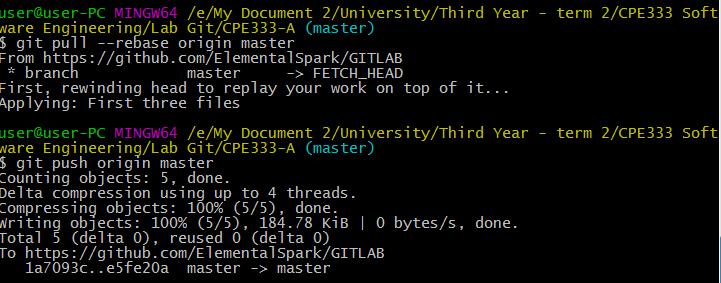 user@user-PC MINGW64 /e/My Document 2/University/Third Year - term 2/CPE333 Soft
ware Engineering/Lab Git/CPE333-A (master)
$ git pull --rebase origin master
From https://github.com/ElementalSpark/GITLAB
 * branch            master     -> FETCH_HEAD
First, rewinding head to replay your work on top of it...
Applying: First three files
user@user-PC MINGW64 /e/My Document 2/University/Third Year - term 2/CPE333 Soft
ware Engineering/Lab Git/CPE333-A (master)
$ git push origin master
Counting objects: 5, done.
Delta compression using up to 4 threads.
Compressing objects: 100% (5/5), done.
Writing objects: 100% (5/5), 184.78 KiB | 0 bytes/s, done.
Total 5 (delta 0), reused 0 (delta 0)
To https://github.com/ElementalSpark/GITLAB
   1a7093c..e5fe20a  master -> master